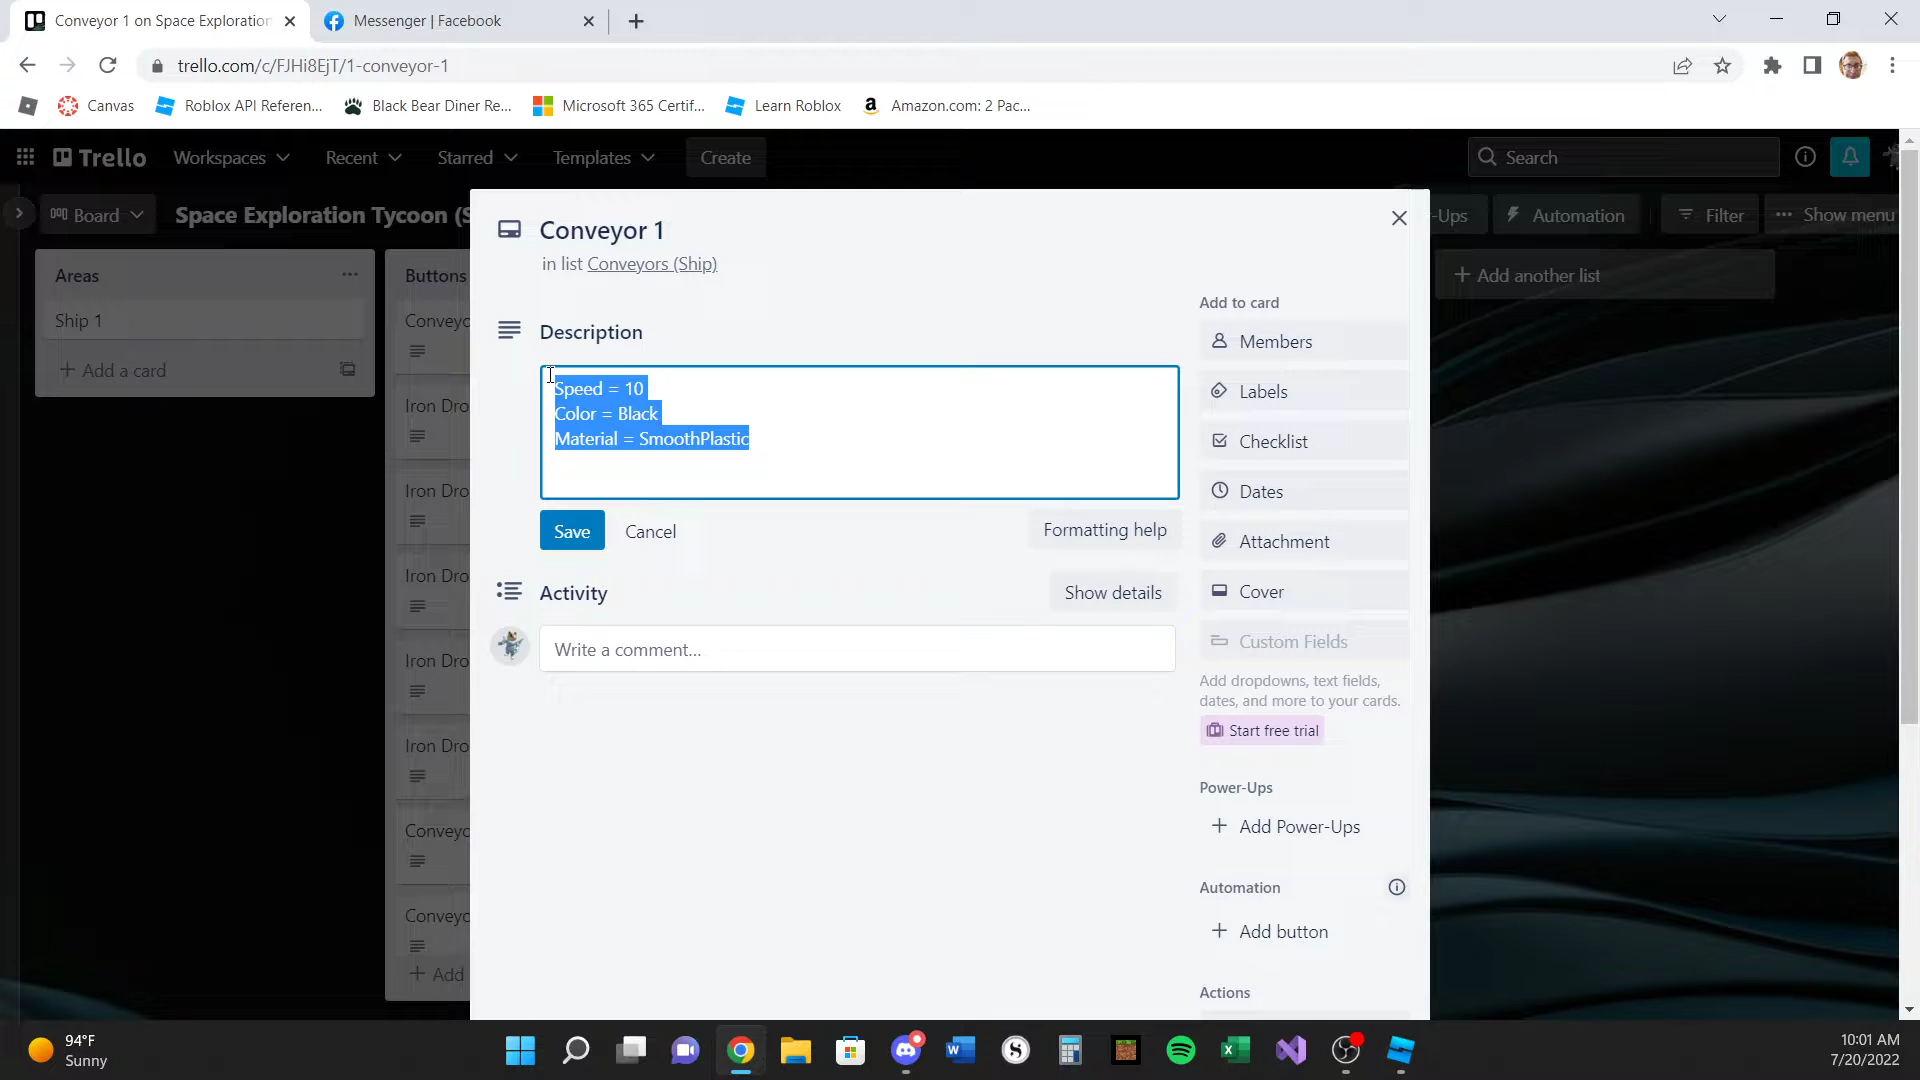 Conveyor 1 on Space Exploration
Messenger | Facebook
trello.com/c/FJHi8EjT/1-conveyor-1
Canvas
Roblox API Referen...
Black Bear Diner Re...
Microsoft 365 Certif...
Learn Roblox
Amazon.com: 2 Pac...
Trello
Workspaces
Recent
Starred
Templates
Create
Search
Board
Space Exploration Tycoon (S
-Ups
Automation
Filter
Show menu
Areas
Ship 1
+ Add a card
Buttons
Conveyo
Iron Dro
Iron Dro
Iron Dro
Iron Dro
Iron Dro
Conveyo
Conveyo
+ Add
Conveyor 1
in list Conveyors (Ship)
Description
Speed = 10
Color = Black
Material = SmoothPlastic
Save
Cancel
Formatting help
Activity
Show details
Write a comment...
Add to card
Members
Labels
Checklist
Dates
Attachment
Cover
Custom Fields
Add dropdowns, text fields,
dates, and more to your cards.
Start free trial
Power-Ups
+ Add Power-Ups
Automation
+ Add button
Actions
+ Add another list
94°F
Sunny
10:01 AM
7/20/2022